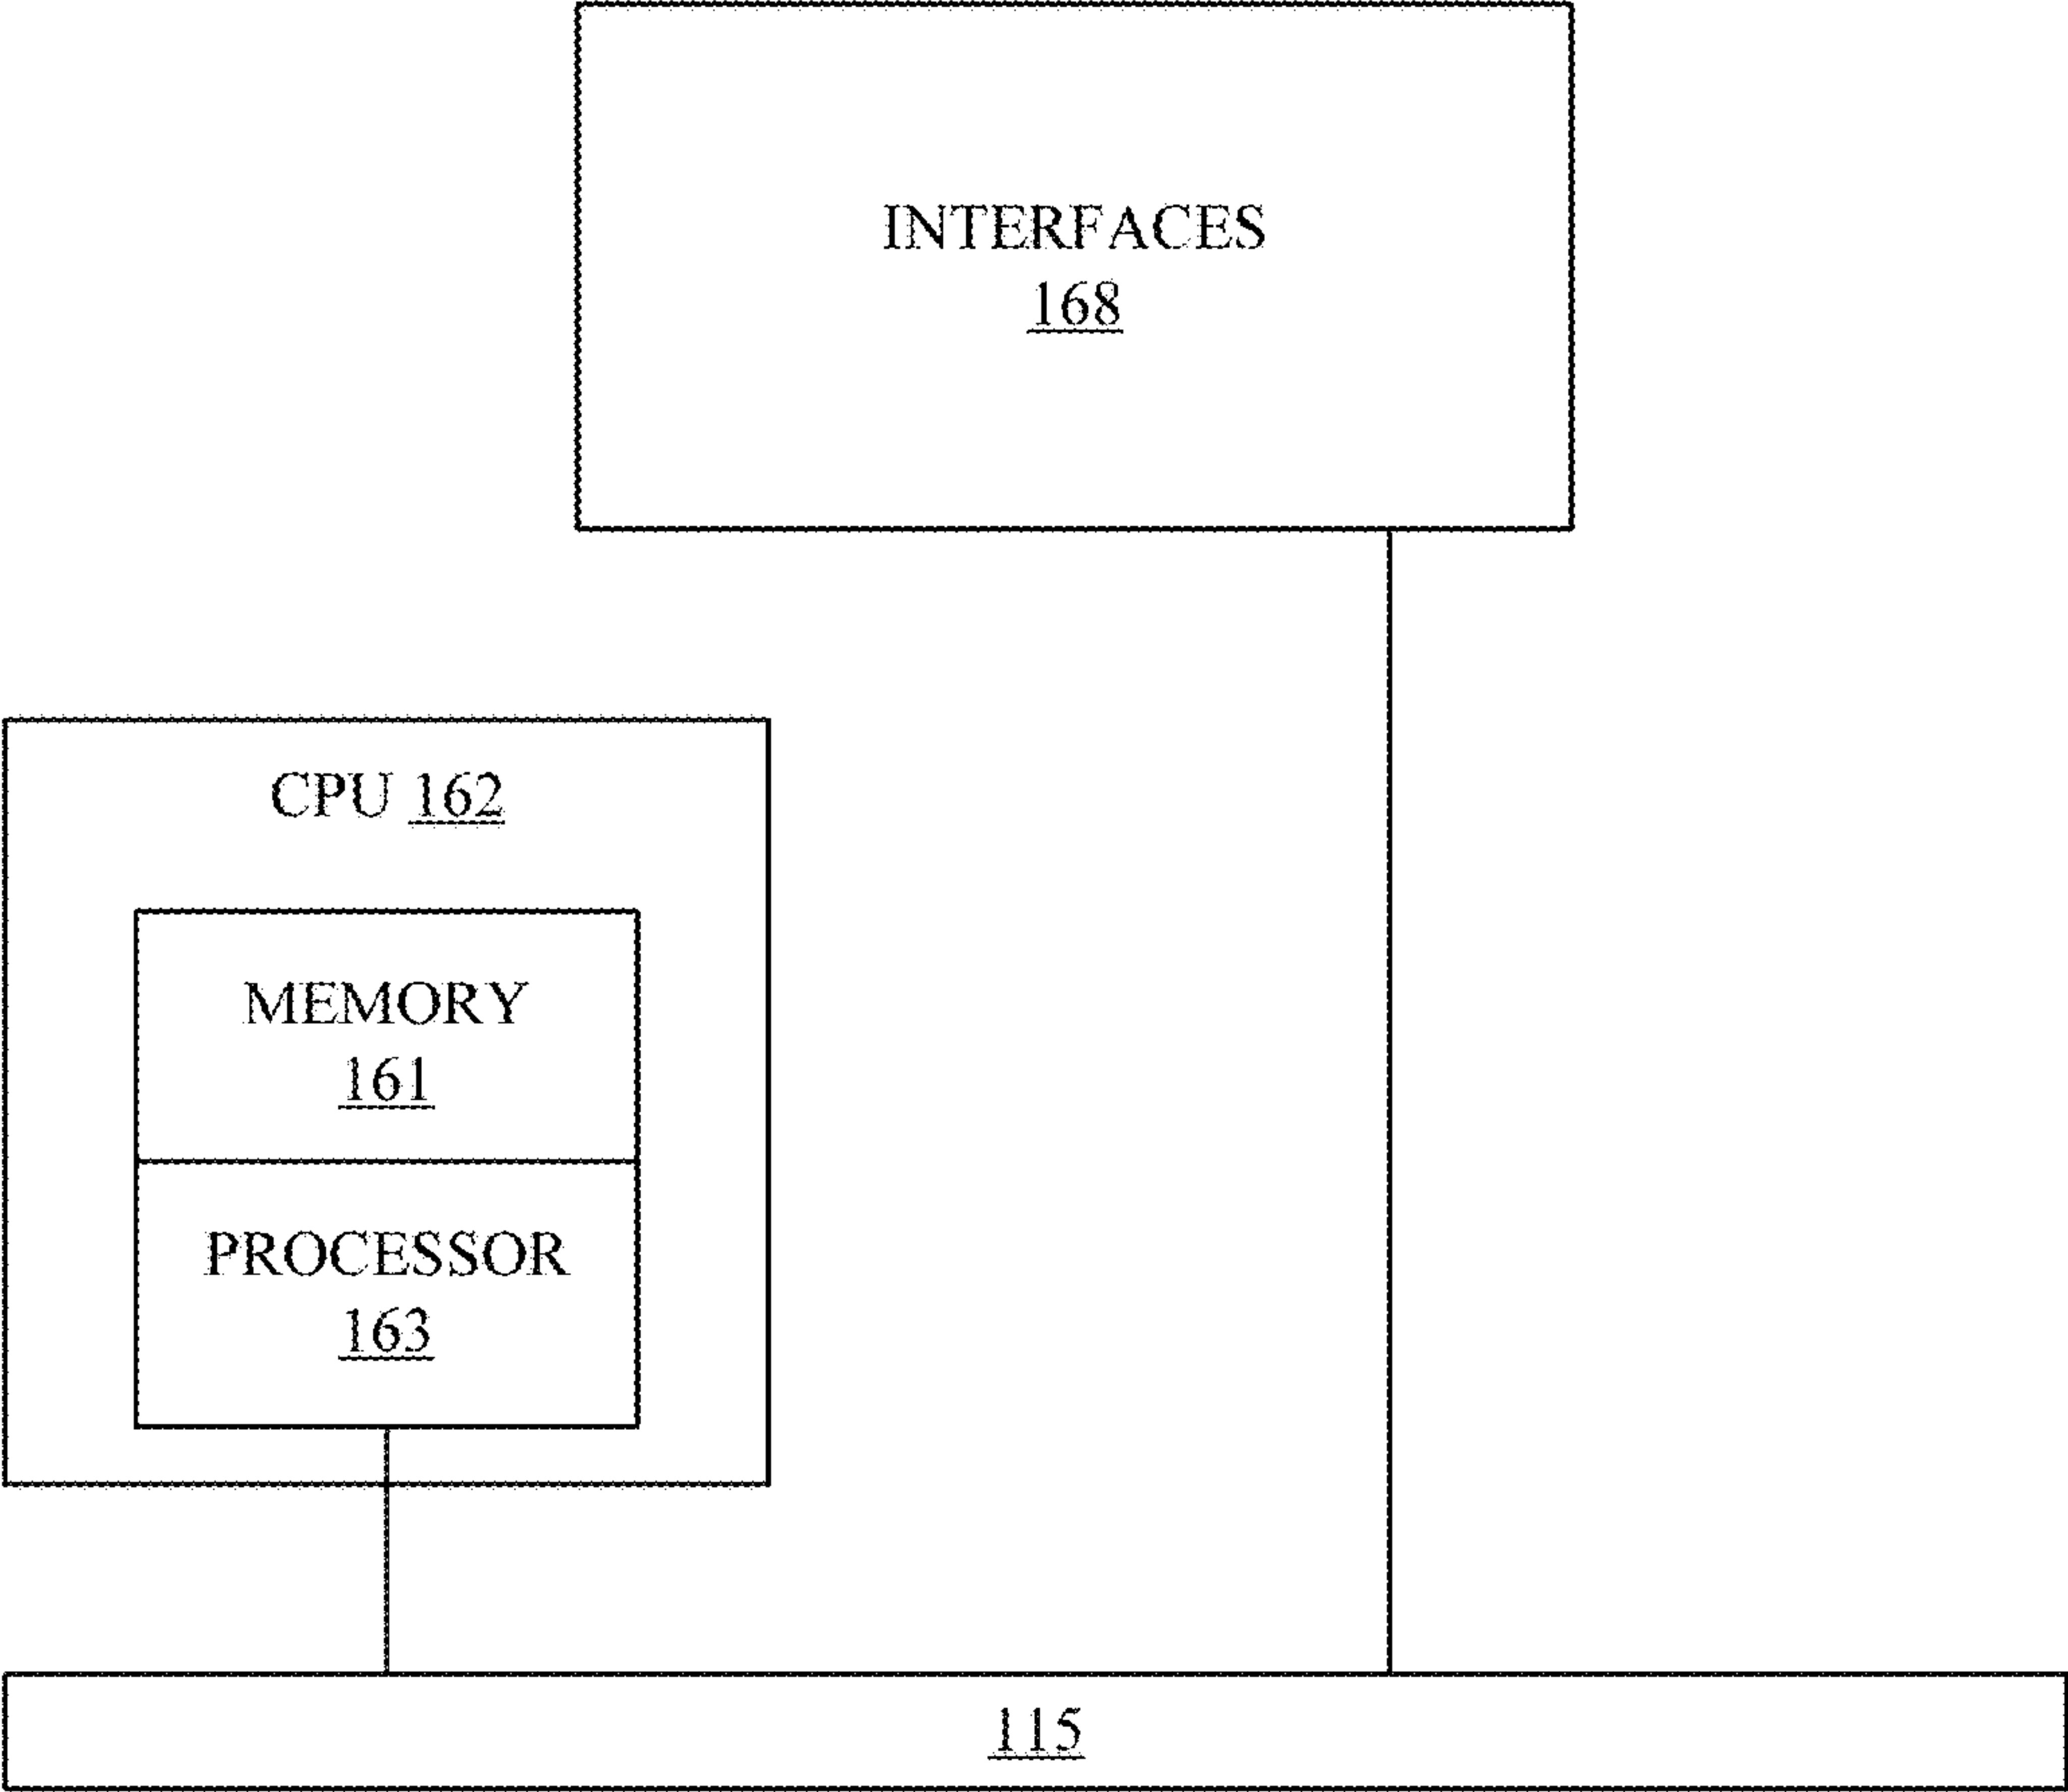 INTERFACES
168
CPU 162
MEMORY
161
PROCESSOR
163
115